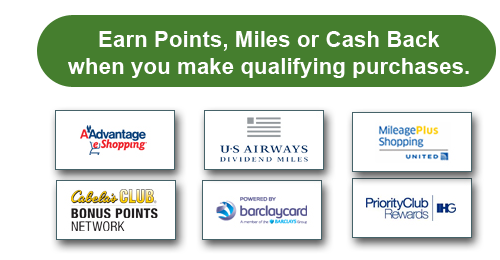 Earn Points, Miles or Cash Back
when you make qualifying purchases.
AAdvantage
eShopping
U·S AIRWAYS
DIVIDEND MILES
MileagePlus
Shopping
UNITED
Cabela's CLUB
BONUS POINTS
NETWORK
POWERED BY
barclaycard
A member of the BARCLAYS Group
PriorityClub
Rewards
IHG